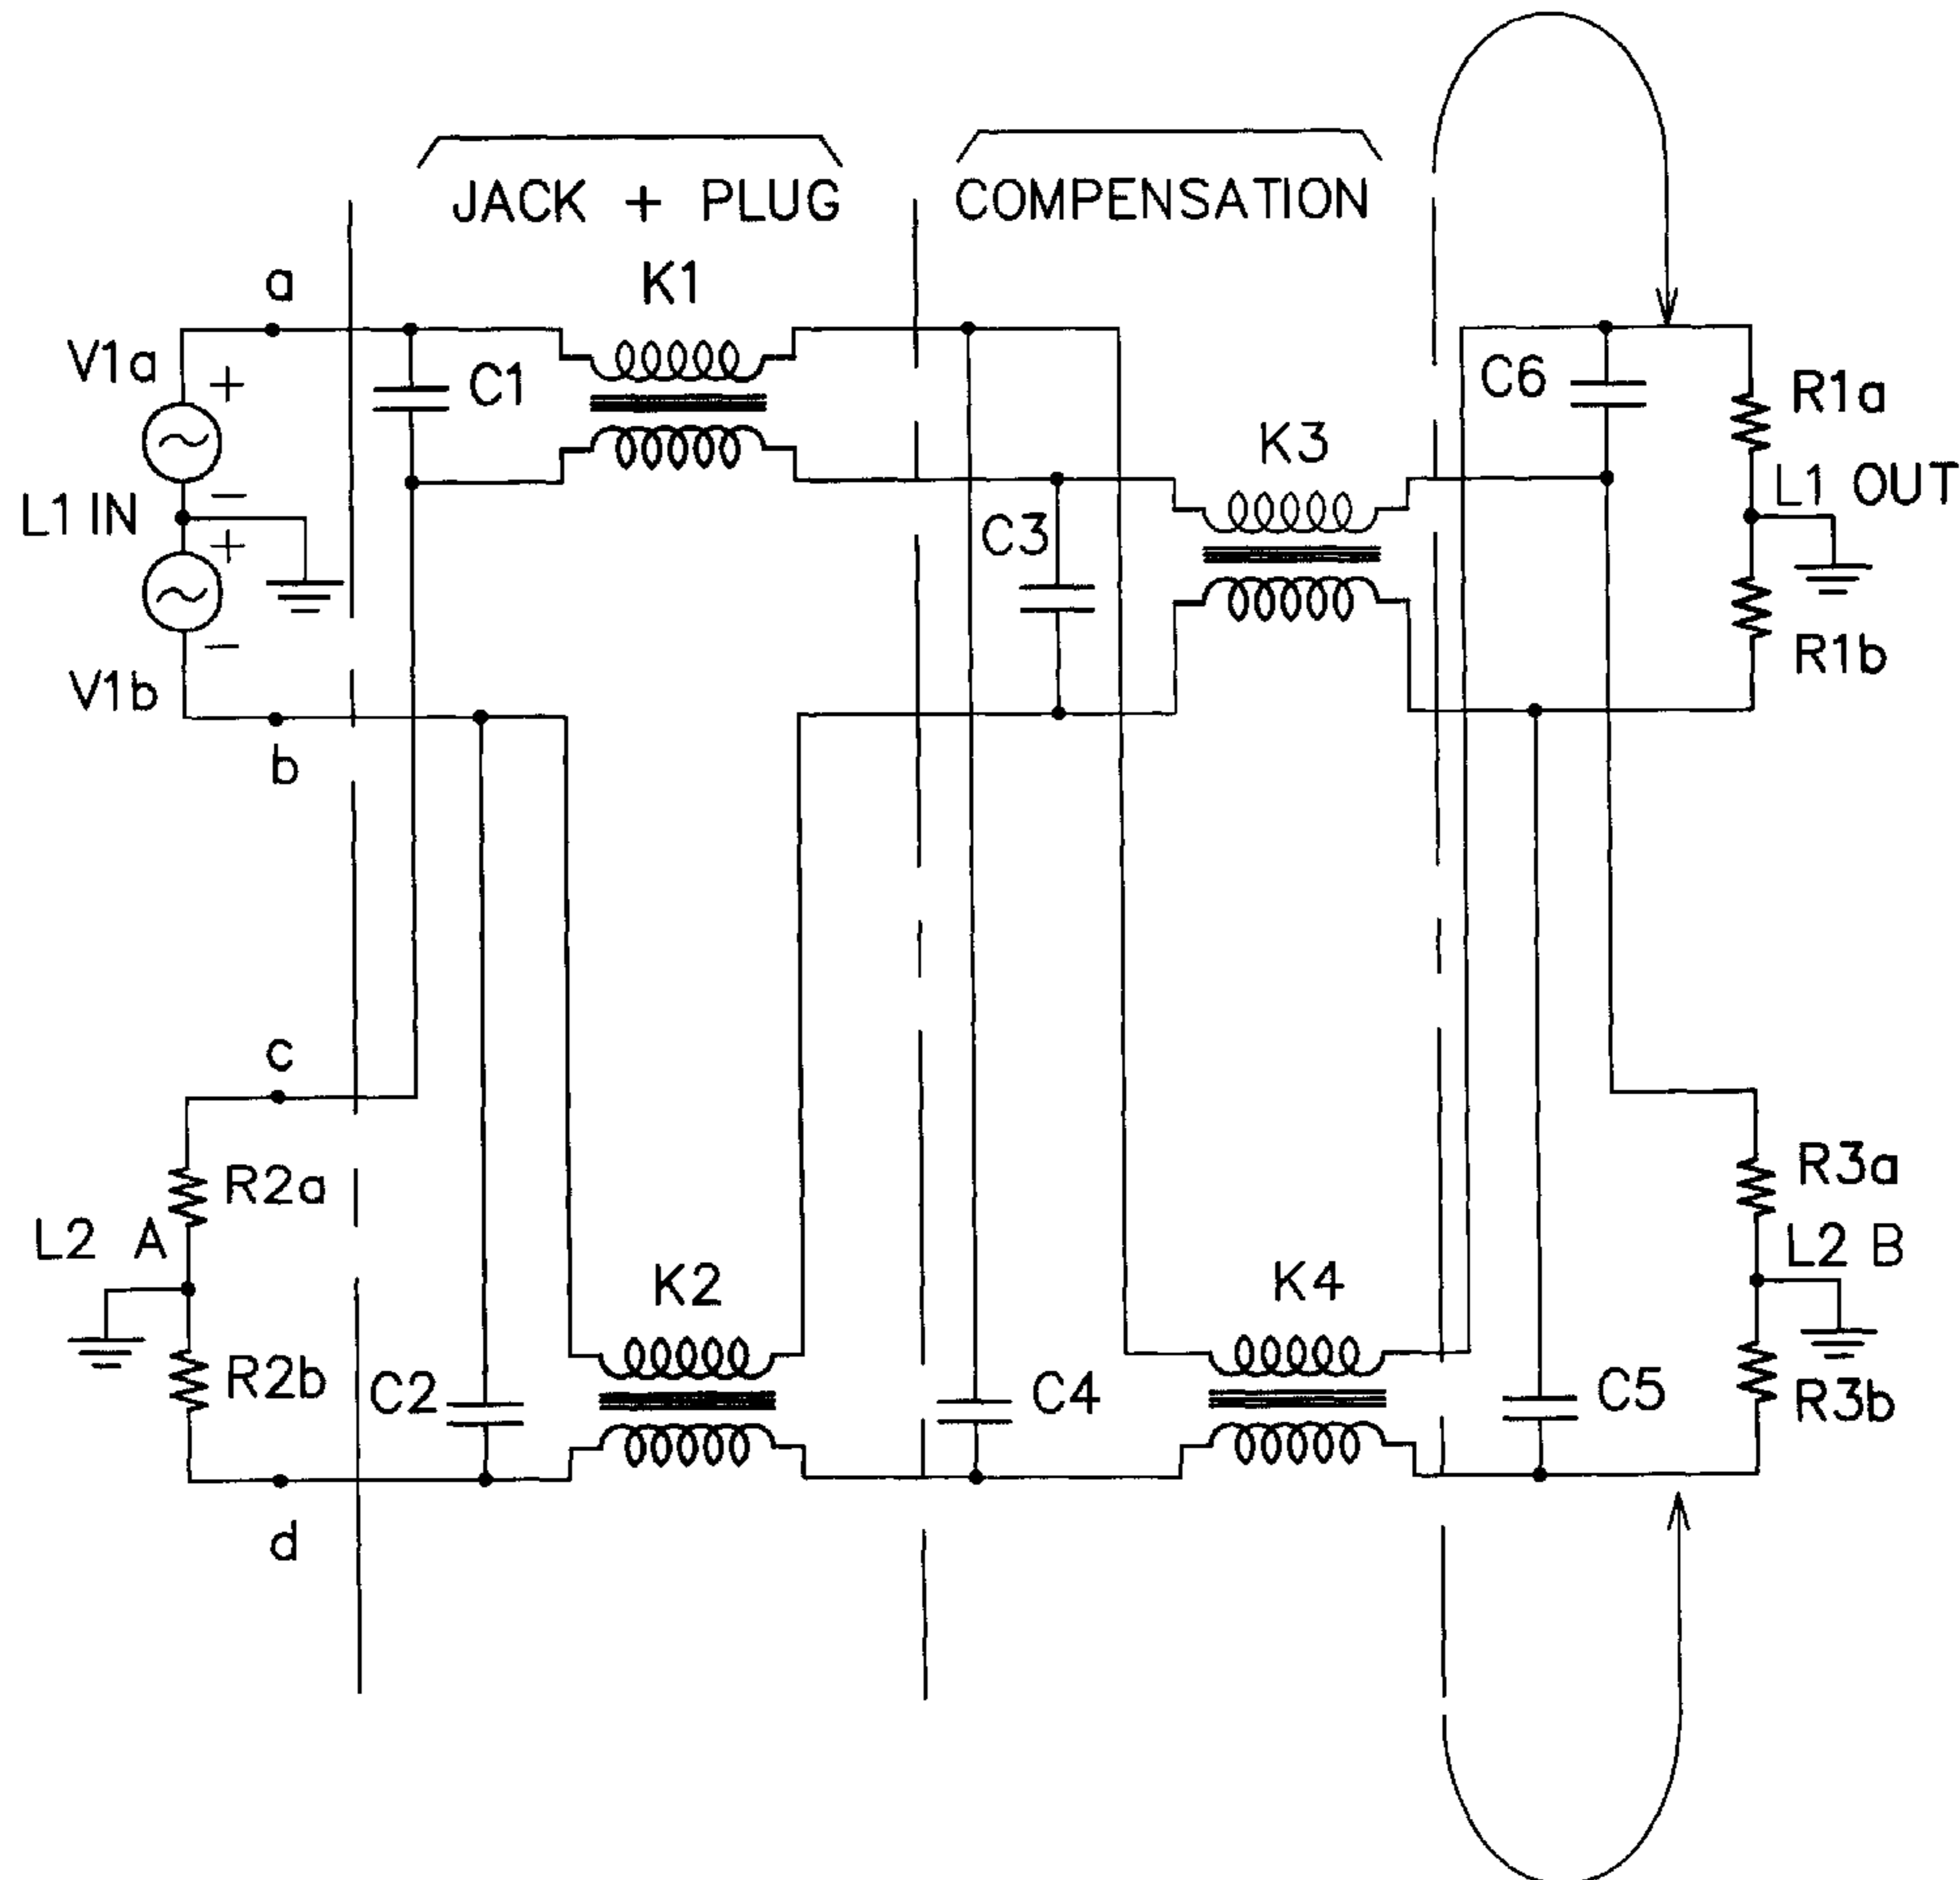 JACK + PLUG
COMPENSATION
K1
a
V1a
+
C1
C6
R1a
K3
−
L1 IN
+
C3
L1 OUT
−
V1b
R1b
b
c
R2a
R3a
L2 A
L2 B
K2
K4
R2b
C2
C4
C5
R3b
d